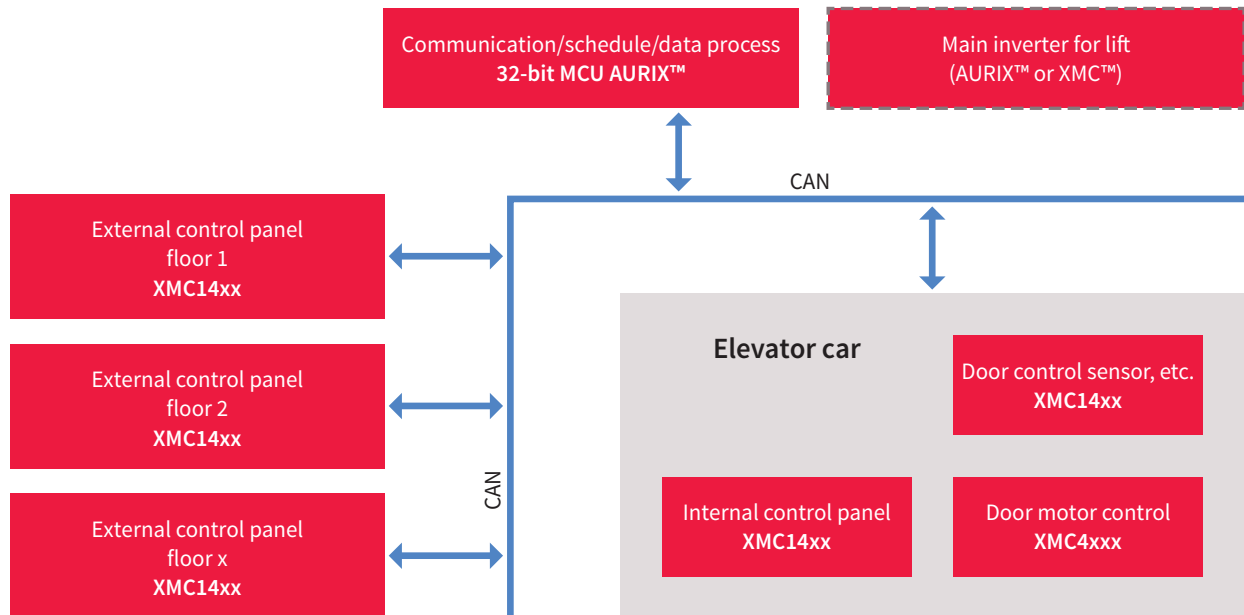 Communication/schedule/data process
32-bit MCU AURIX™
Main inverter for lift
(AURIX™ or XMC™)
CAN
External control panel
floor 1
XMC14xx
Elevator car
Door control sensor, etc.
XMC14xx
External control panel
floor 2
XMC14xx
CAN
Internal control panel
XMC14xx
Door motor control
XMC4xxx
External control panel
floor x
XMC14xx